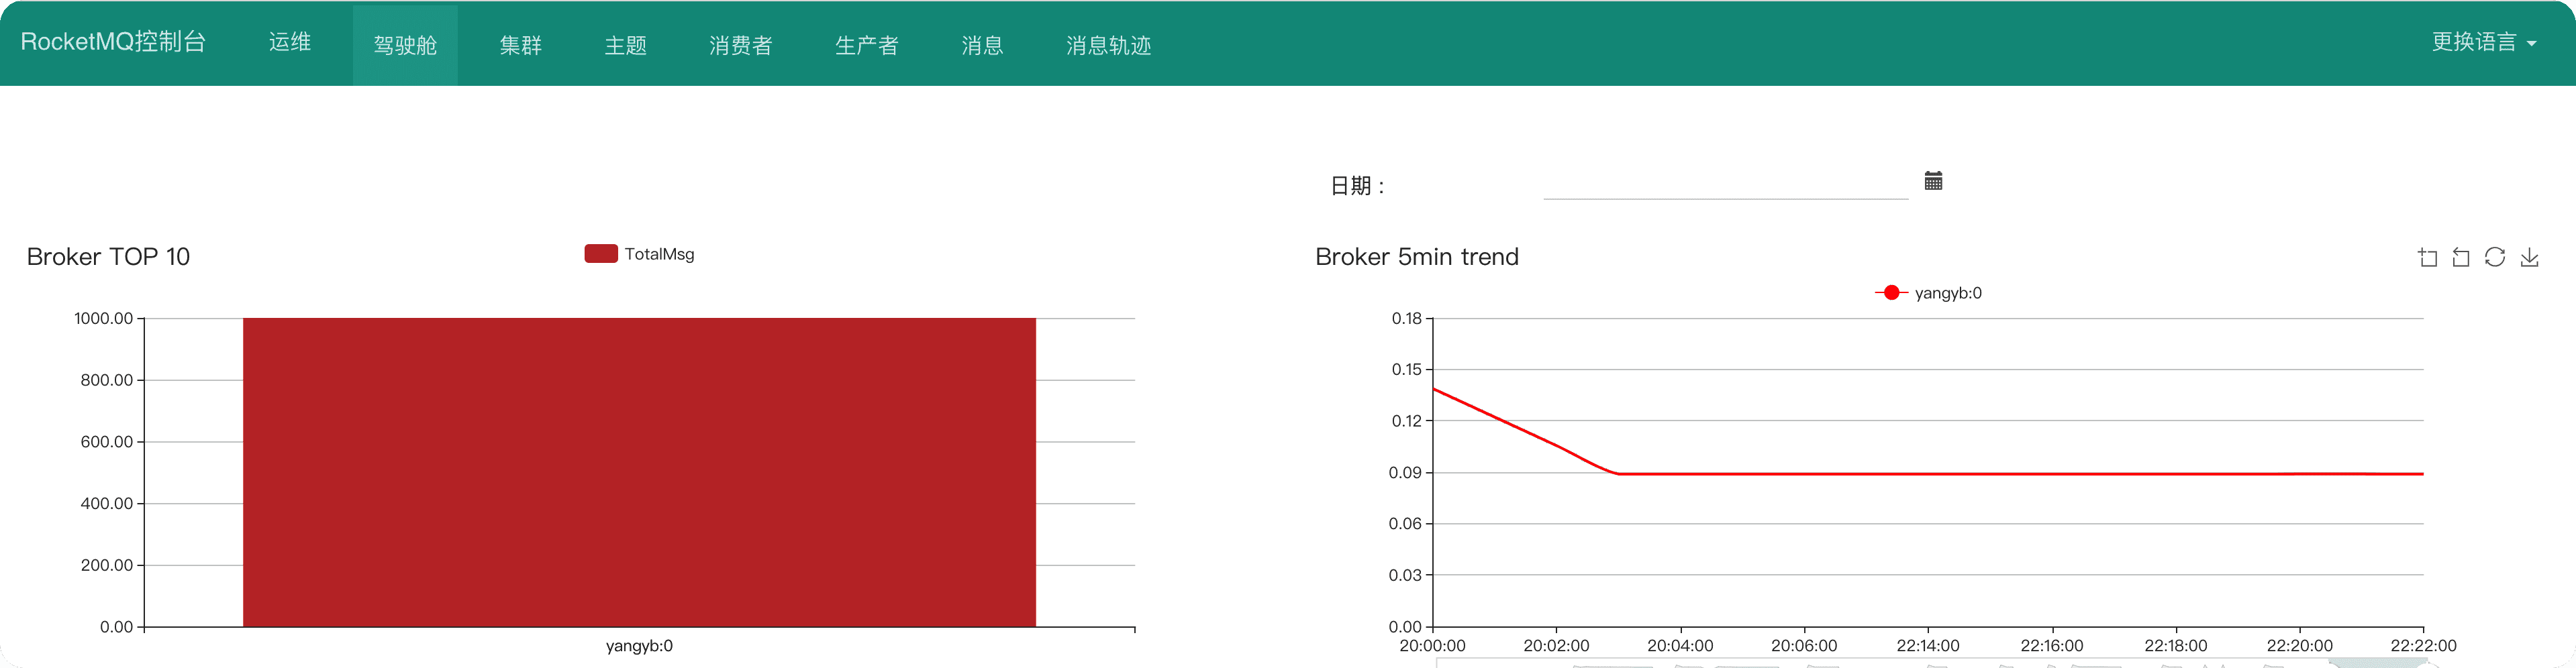 RocketMQ控制台 运维 驾驶舱 集群 主题 消费者 生产者 消息 消息轨迹 更换语言
日期：
Broker TOP 10
TotalMsg
1000.00
800.00
600.00
400.00
200.00
0.00
yangyb:0
Broker 5min trend
yangyb:0
0.18
0.15
0.12
0.09
0.06
0.03
0.00
20:00:00 20:02:00 20:04:00 20:06:00 22:14:00 22:16:00 22:18:00 22:20:00 22:22:00